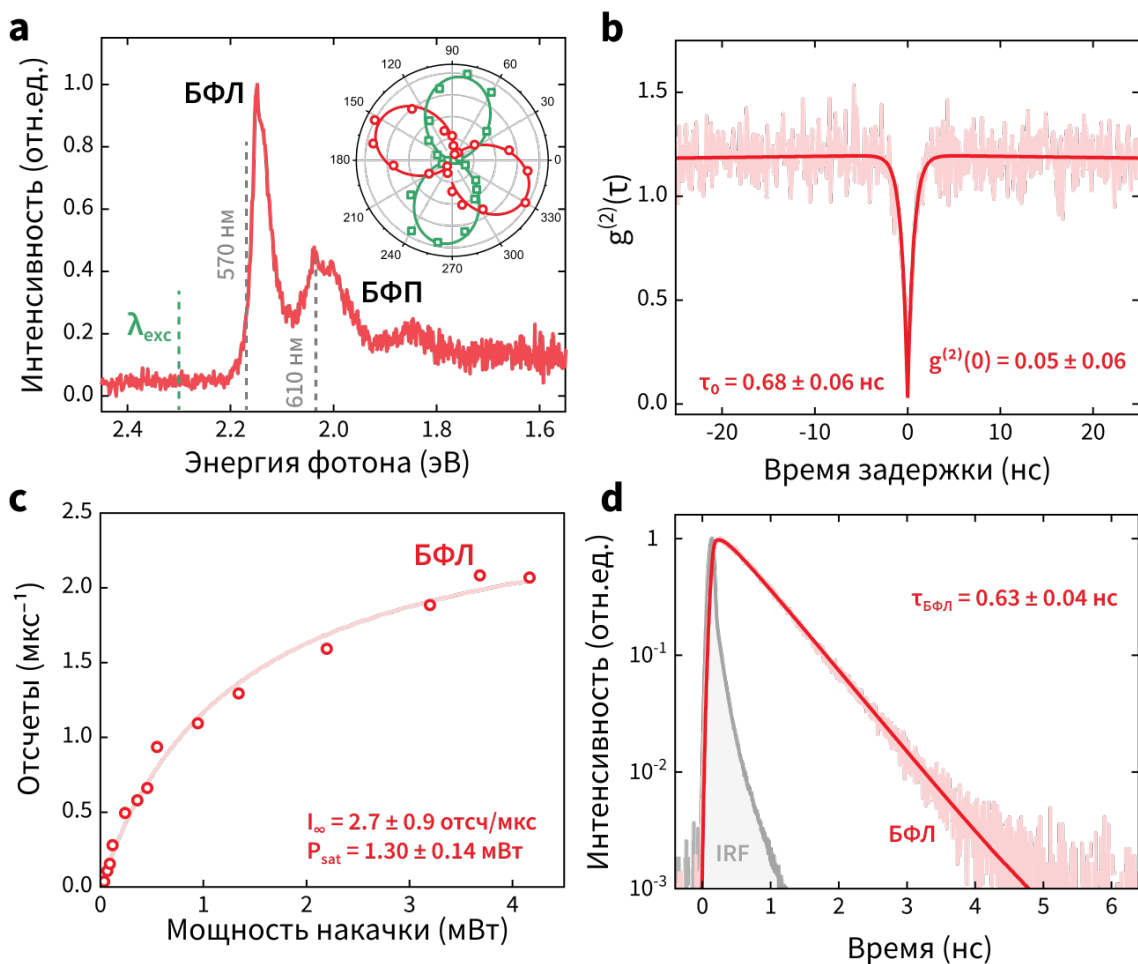 a
Интенсивность (отн.ед.)
1.0
0.8
0.6
0.4
0.2
0.0
БФЛ
БФП
570 нм
610 нм
λexc
90
60
30
0
330
300
270
240
210
180
150
120
2.4 2.2 2.0 1.8 1.6
Энергия фотона (эВ)
b
g⁽²⁾(τ)
1.5
1.0
0.5
0.0
τ₀ = 0.68 ± 0.06 нс
g⁽²⁾(0) = 0.05 ± 0.06
-20 -10 0 10 20
Время задержки (нс)
c
Отсчеты (мкс⁻¹)
2.5
2.0
1.5
1.0
0.5
0.0
БФЛ
I∞ = 2.7 ± 0.9 отсч/мкс
Psat = 1.30 ± 0.14 мВт
0 1 2 3 4
Мощность накачки (мВт)
d
Интенсивность (отн.ед.)
1
10⁻¹
10⁻²
10⁻³
τБФЛ = 0.63 ± 0.04 нс
БФЛ
IRF
0 1 2 3 4 5 6
Время (нс)